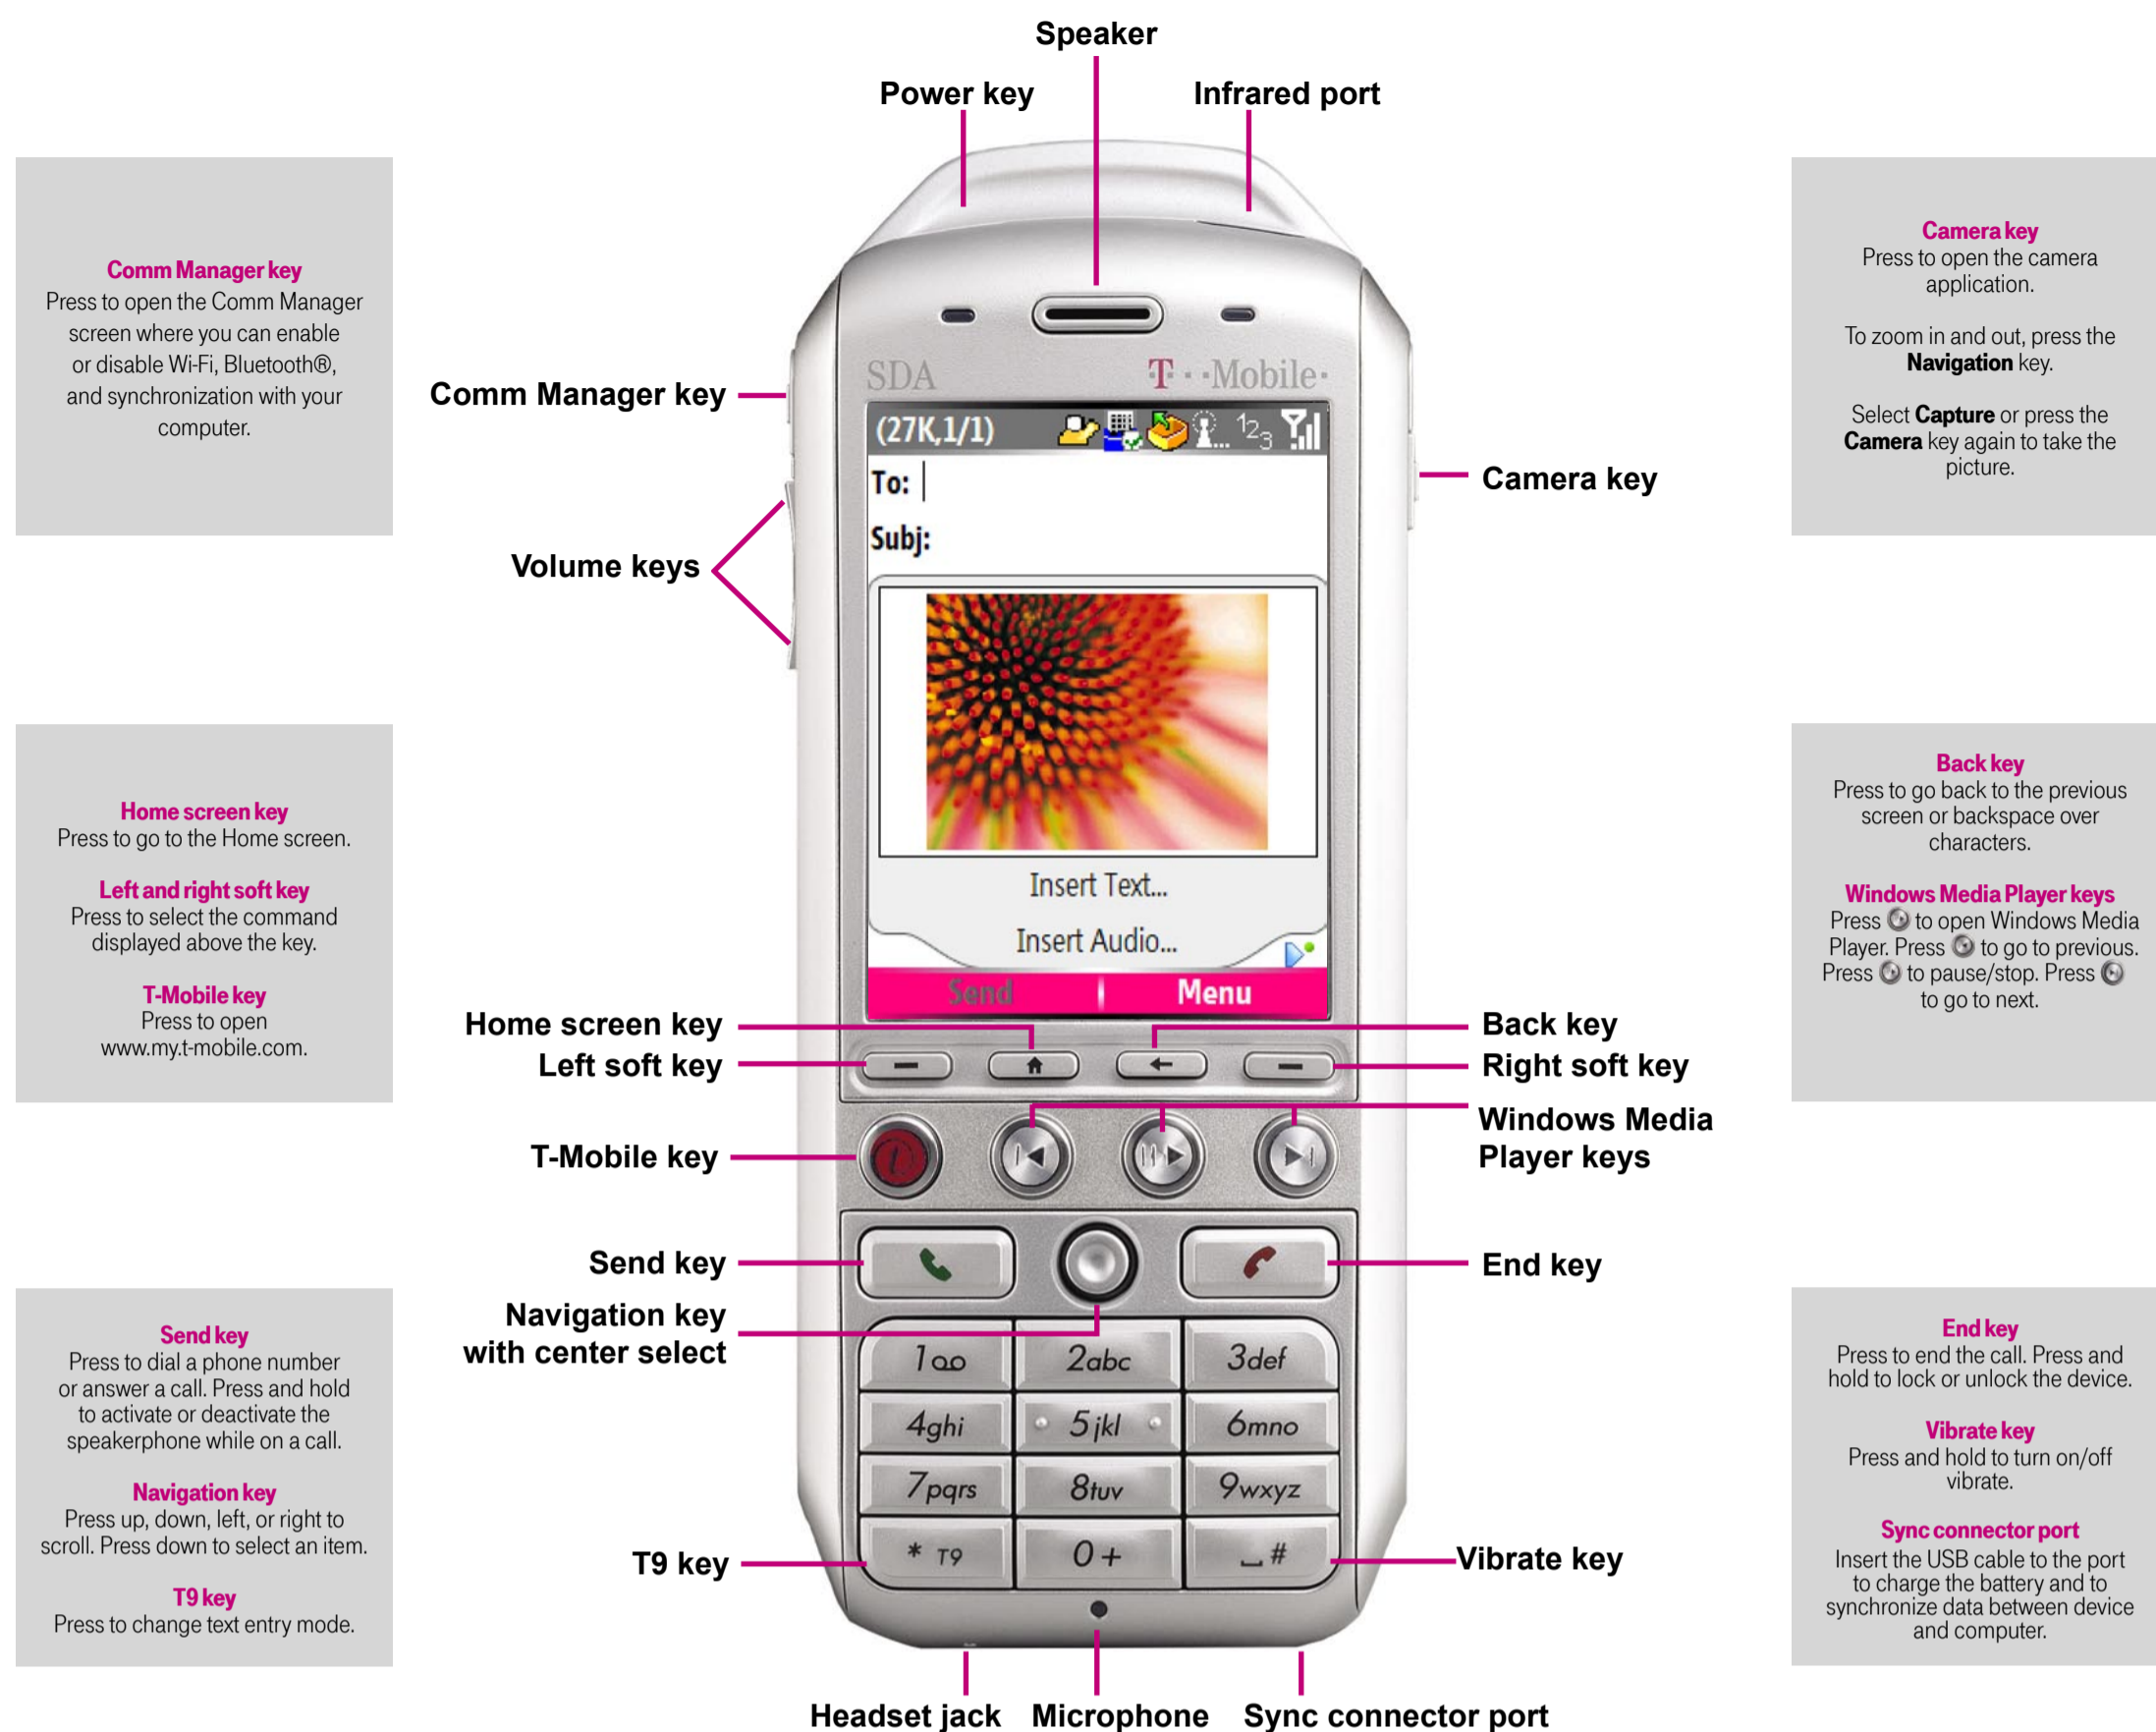 Speaker
Power key
Infrared port
Comm Manager key
Press to open the Comm Manager
screen where you can enable
or disable Wi-Fi, Bluetooth®,
and synchronization with your
computer.
Home screen key
Press to go to the Home screen.
Left and right soft key
Press to select the command
displayed above the key.
T-Mobile key
Press to open
www.my.t-mobile.com.
Send key
Press to dial a phone number
or answer a call. Press and hold
to activate or deactivate the
speakerphone while on a call.
Navigation key
Press up, down, left, or right to
scroll. Press down to select an item.
T9 key
Press to change text entry mode.
Comm Manager key
Volume keys
Home screen key
Left soft key
T-Mobile key
Send key
Navigation key
with center select
T9 key
SDA
T··Mobile·
(27K,1/1)
123
To:
Subj:
Insert Text...
Insert Audio...
Send
Menu
1
2abc
3def
4ghi
5jkl
6mno
7pqrs
8tuv
9wxyz
* T9
0+
#
Camera key
Back key
Right soft key
Windows Media
Player keys
End key
Vibrate key
Camera key
Press to open the camera
application.
To zoom in and out, press the
Navigation key.
Select Capture or press the
Camera key again to take the
picture.
Back key
Press to go back to the previous
screen or backspace over
characters.
Windows Media Player keys
Press to open Windows Media
Player. Press to go to previous.
Press to pause/stop. Press
to go to next.
End key
Press to end the call. Press and
hold to lock or unlock the device.
Vibrate key
Press and hold to turn on/off
vibrate.
Sync connector port
Insert the USB cable to the port
to charge the battery and to
synchronize data between device
and computer.
Headset jack
Microphone
Sync connector port